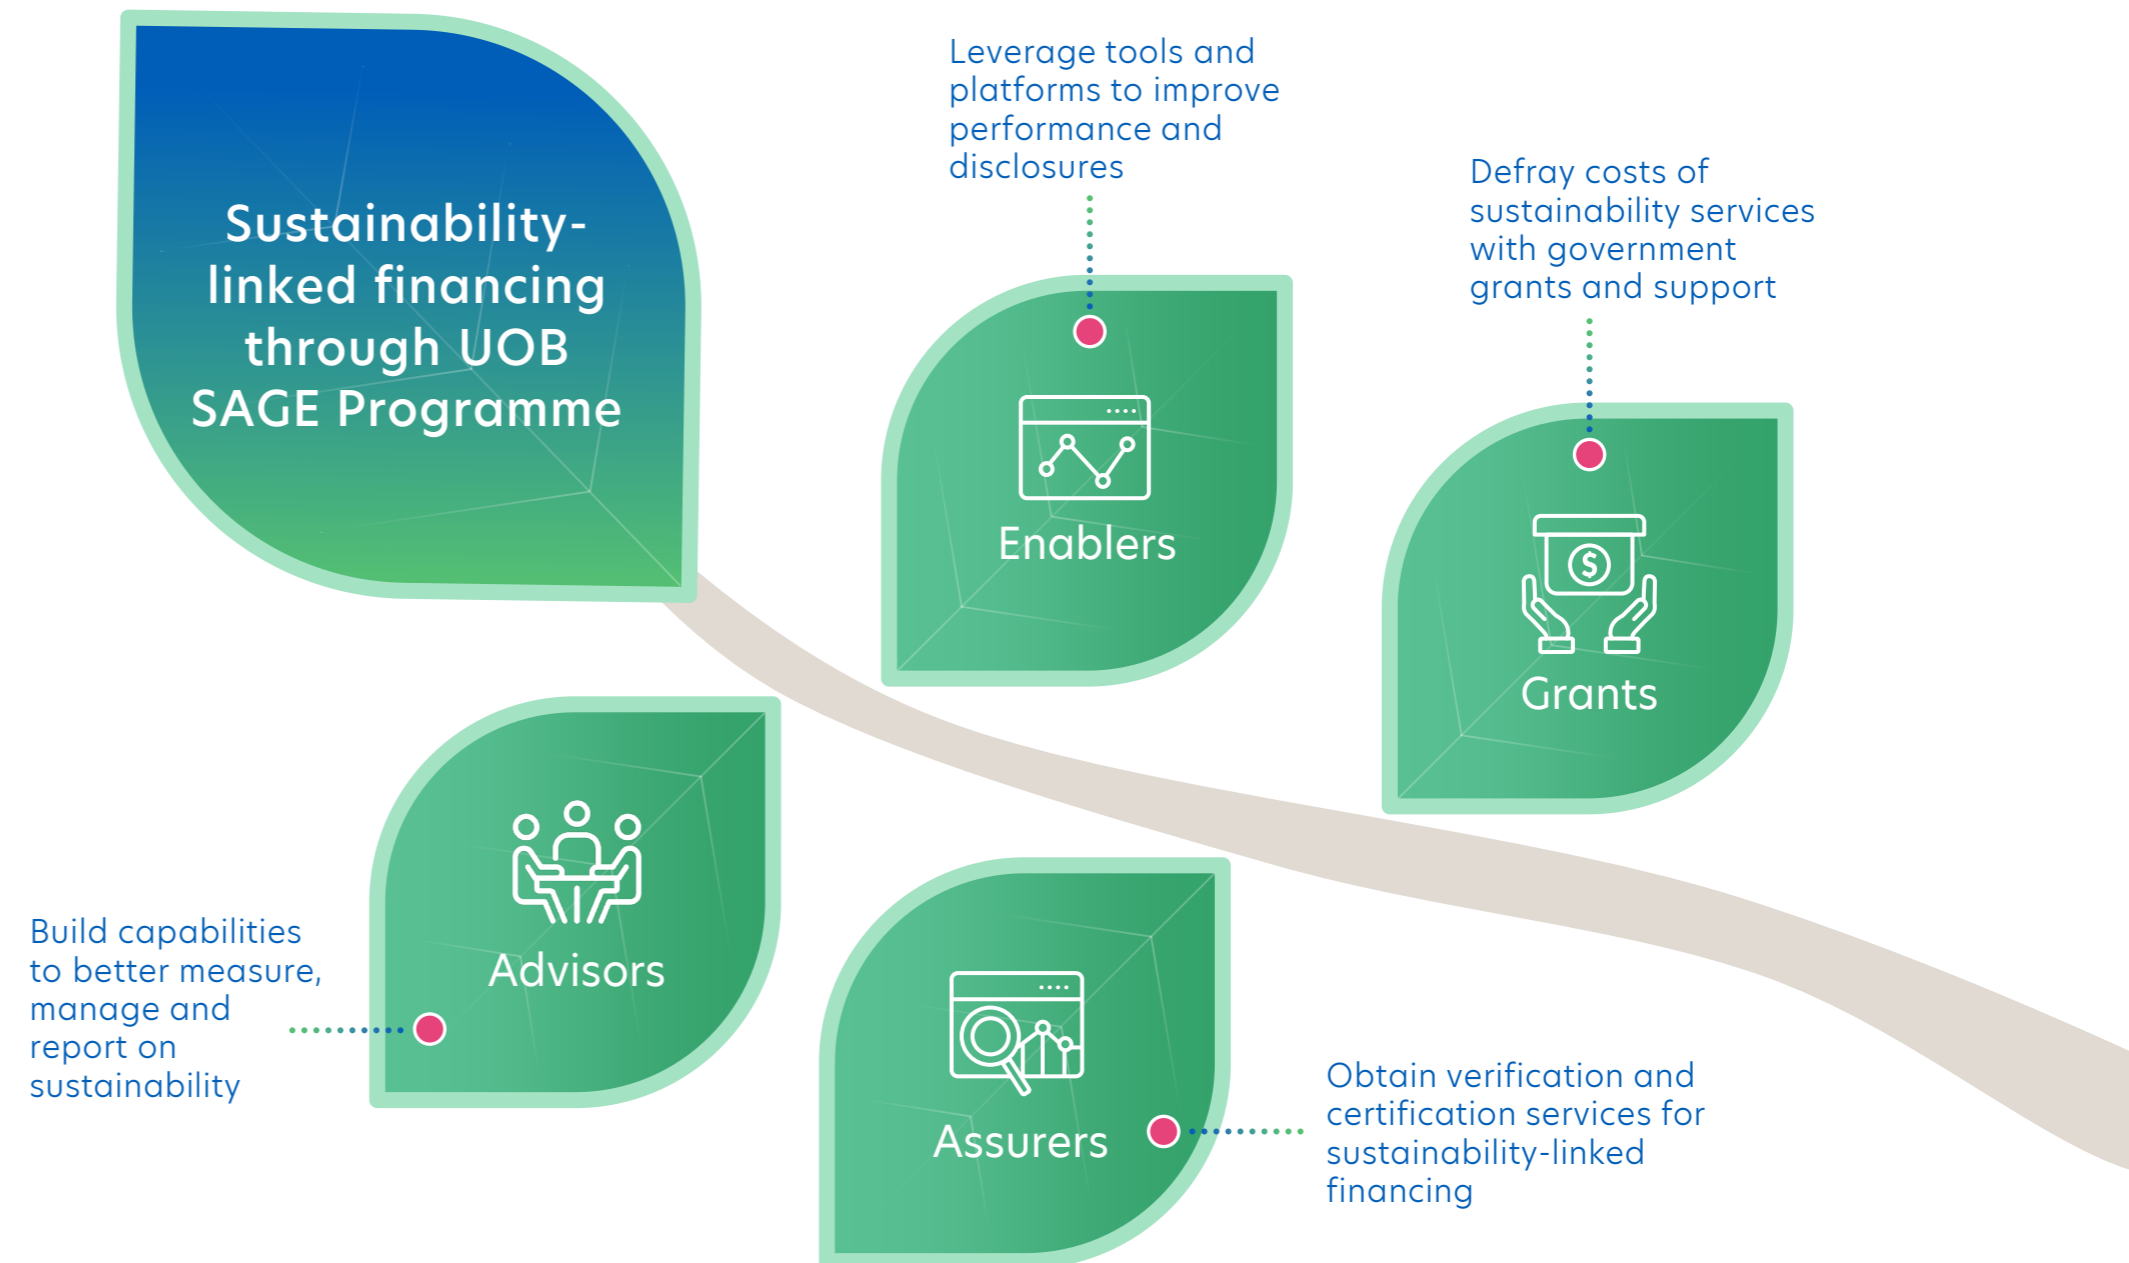 Sustainability-
linked financing
through UOB
SAGE Programme
Leverage tools and
platforms to improve
performance and
disclosures
Enablers
Defray costs of
sustainability services
with government
grants and support
$
Grants
Advisors
Build capabilities
to better measure,
manage and
report on
sustainability
Assurers
Obtain verification and
certification services for
sustainability-linked
financing